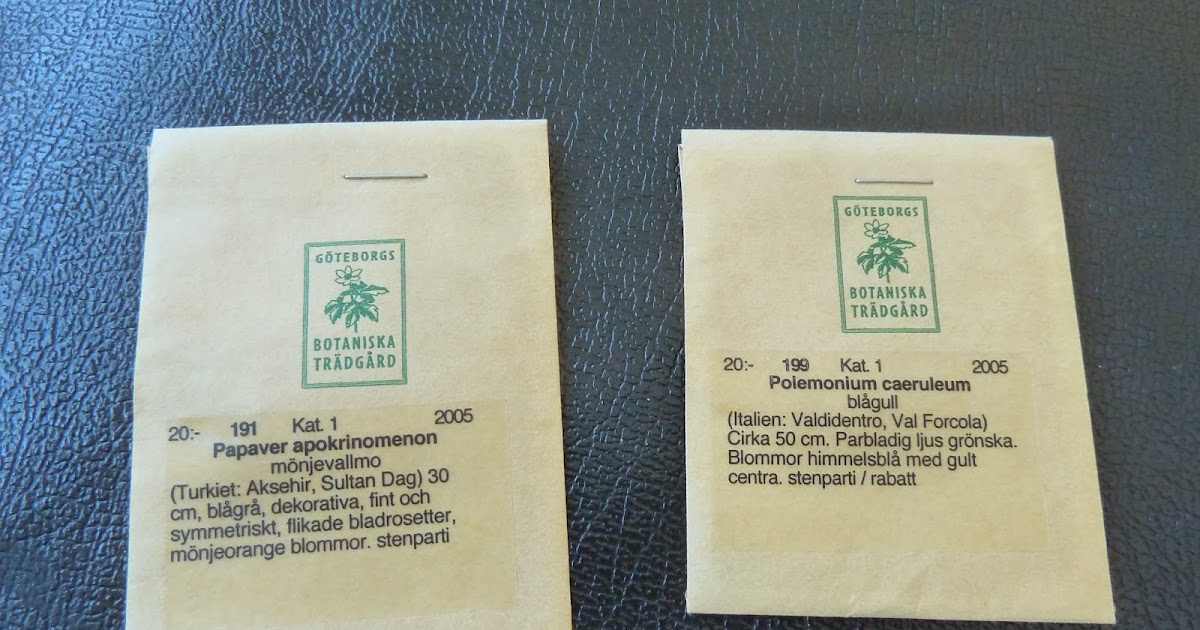 GÖTEBORGS
BOTANISKA
TRÄDGÅRD
20:- 191 Kat. 1 2005
Papaver apokrinomenon
mönjevallmo
(Turkiet: Aksehir, Sultan Dag) 30
cm, blågrå, dekorativa, fint och
symmetriskt, flikade bladrosetter,
mönjeorange blommor. stenparti
GÖTEBORGS
BOTANISKA
TRÄDGÅRD
20:- 199 Kat. 1 2005
Polemonium caeruleum
blågull
(Italien: Valdidentro, Val Forcola)
Cirka 50 cm. Parbladig ljus grönska.
Blommor himmelsblå med gult
centra. stenparti / rabatt